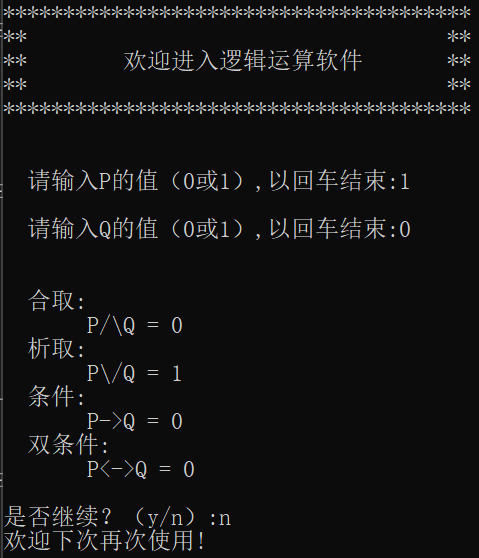 ***************************************
**                                   **
**        欢迎进入逻辑运算软件       **
**                                   **
***************************************
请输入P的值（0或1）,以回车结束:1
请输入Q的值（0或1）,以回车结束:0
合取:
P/\Q = 0
析取:
P\/Q = 1
条件:
P->Q = 0
双条件:
P<->Q = 0
是否继续？（y/n）:n
欢迎下次再次使用!